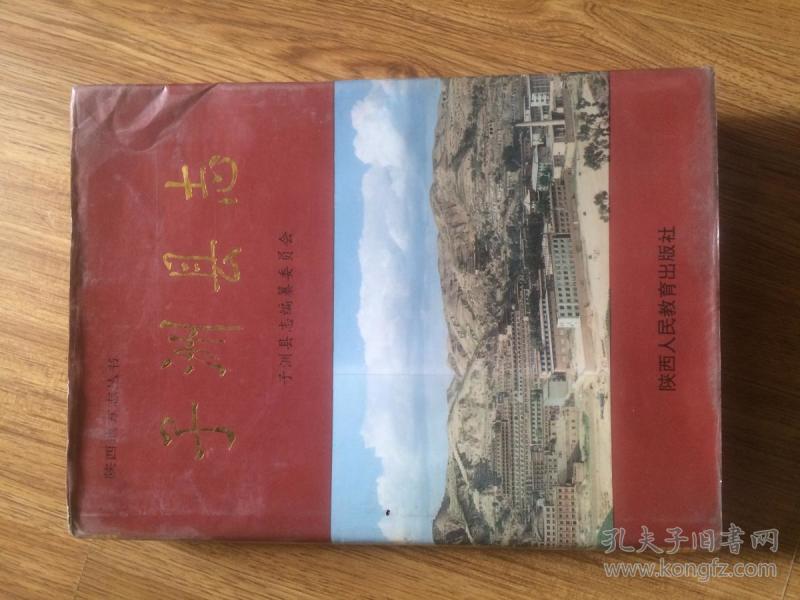 陕西地方志丛书
子洲县志
子洲县志编纂委员会
陕西人民教育出版社
孔夫子旧书网
www.kongfz.com